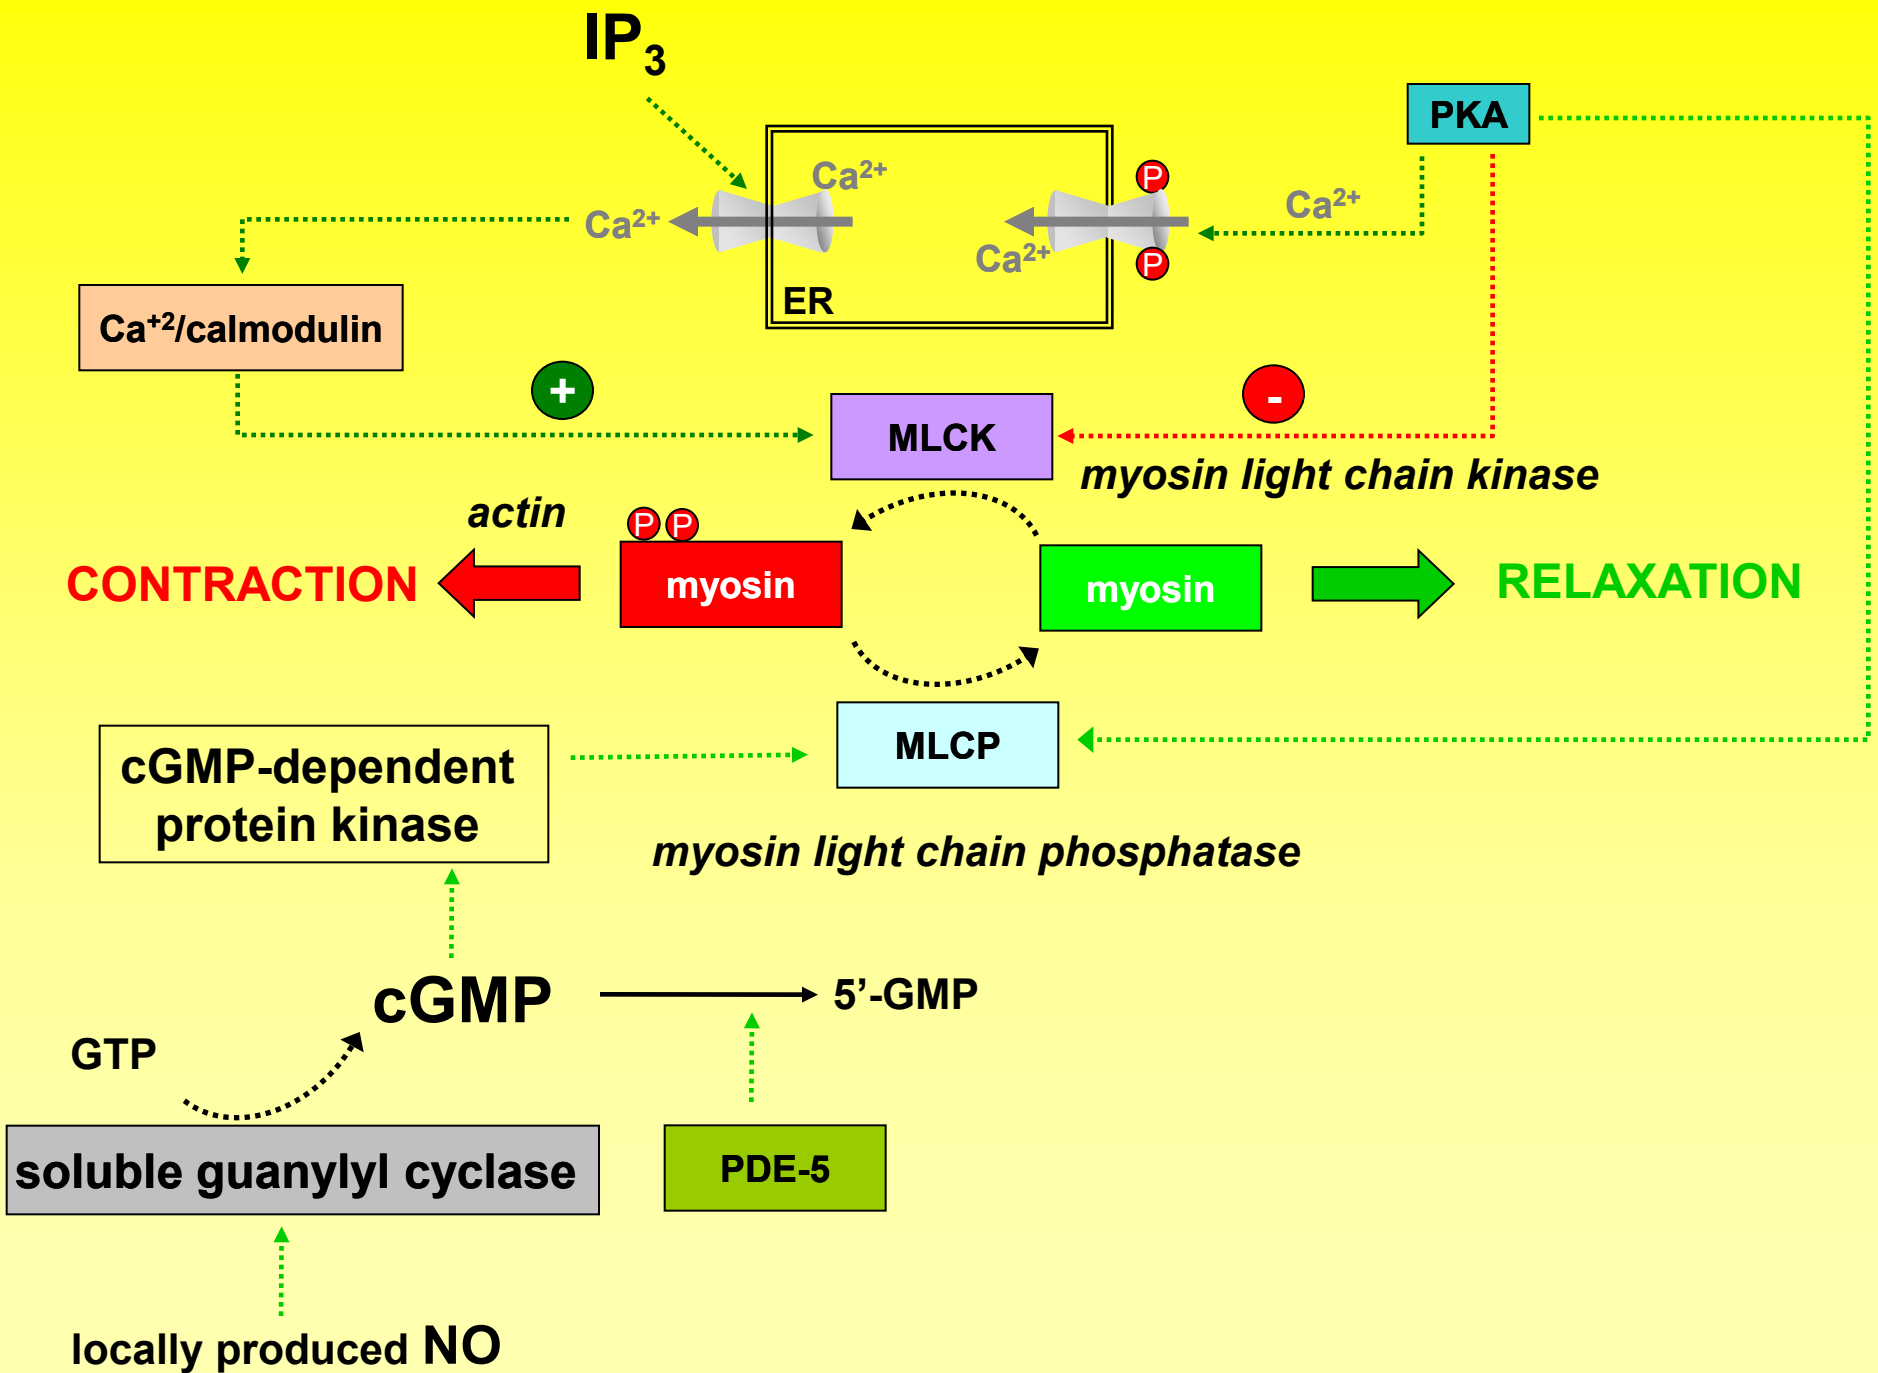 IP3
PKA
Ca2+
P
Ca2+
Ca2+
Ca2+
P
ER
Ca+2/calmodulin
+
-
MLCK
myosin light chain kinase
actin
P P
CONTRACTION
myosin
myosin
RELAXATION
cGMP-dependent
protein kinase
MLCP
myosin light chain phosphatase
cGMP
5’-GMP
GTP
soluble guanylyl cyclase
PDE-5
locally produced NO